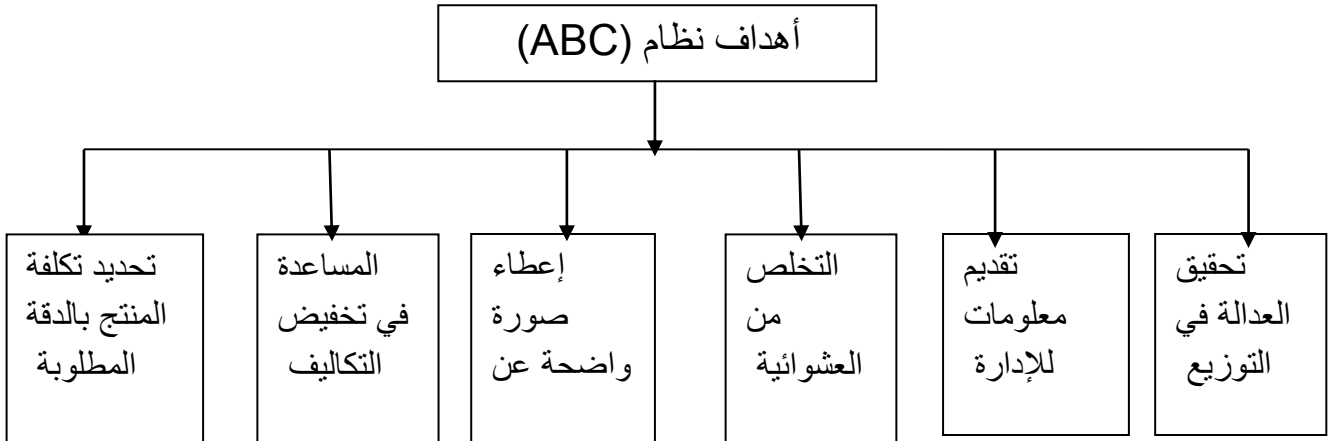 أهداف نظام (ABC)
تحقيق
العدالة في
التوزيع
تقديم
معلومات
للإدارة
التخلص
من
العشوائية
إعطاء
صورة
واضحة عن
المساعدة
في تخفيض
التكاليف
تحديد تكلفة
المنتج بالدقة
المطلوبة